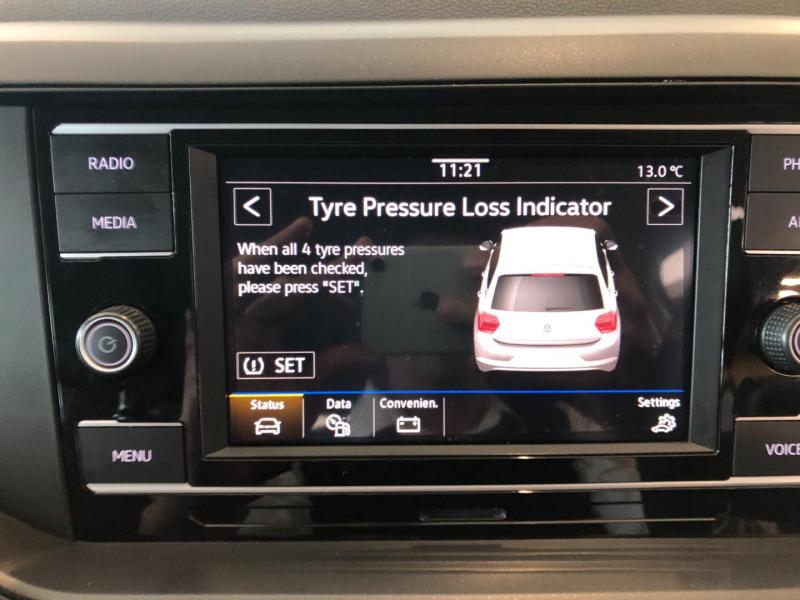 RADIO
MEDIA
MENU
11:21
13.0 °C
< Tyre Pressure Loss Indicator >
When all 4 tyre pressures
have been checked,
please press "SET".
(!) SET
Status
Data
Convenien.
Settings
PH
VOICE